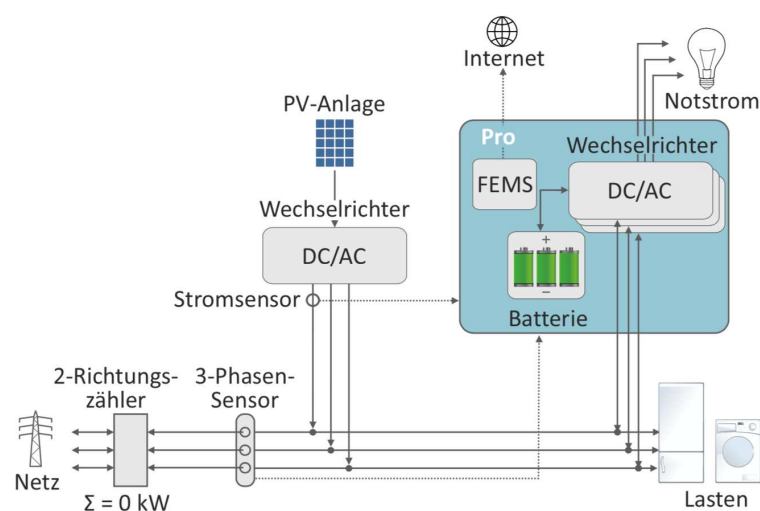 Internet
Notstrom
PV-Anlage
Pro
Wechselrichter
FEMS
DC/AC
Wechselrichter
DC/AC
+
–
Stromsensor
Batterie
2-Richtungs-
zähler
3-Phasen-
Sensor
Netz
Σ = 0 kW
Lasten